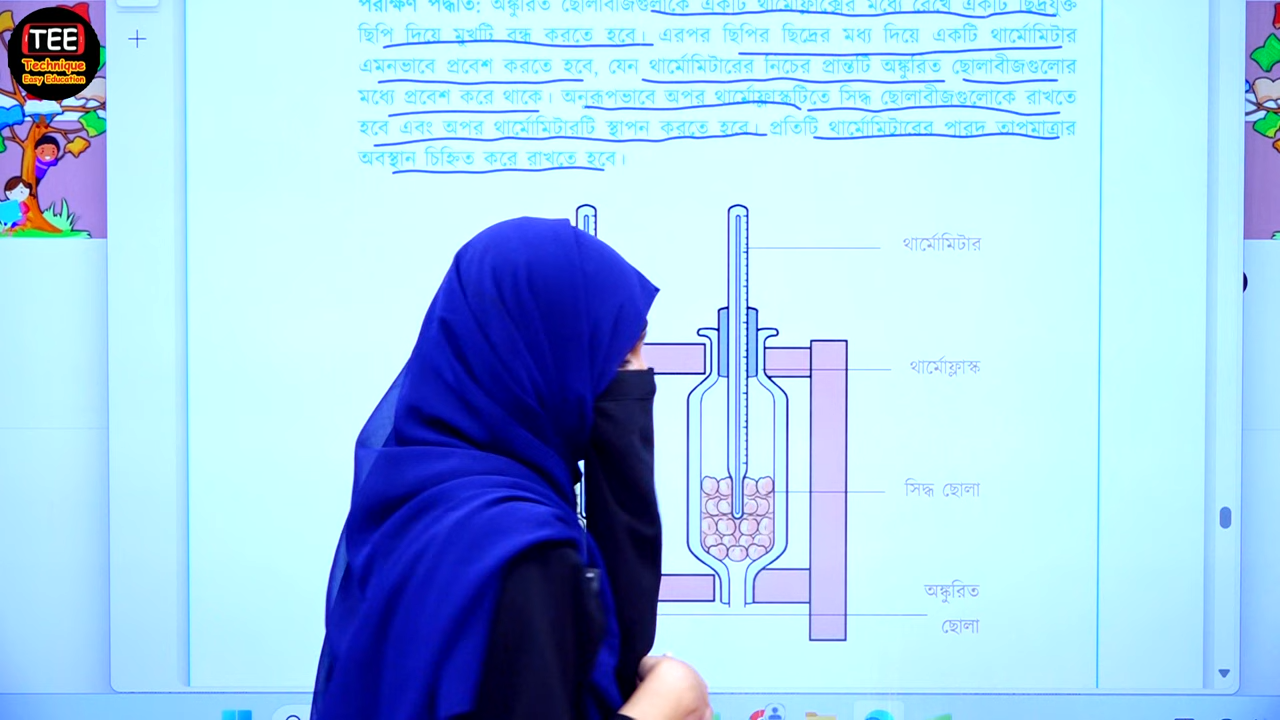 TEE
Technique
Easy Education
পরীক্ষণ পদ্ধতি: অঙ্কুরিত ছোলাবীজগুলোকে একটি থার্মোফ্লাস্কের মধ্যে রেখে একটি ছিদ্রযুক্ত
ছিপি দিয়ে মুখটি বন্ধ করতে হবে। এরপর ছিপির ছিদ্রের মধ্য দিয়ে একটি থার্মোমিটার
এমনভাবে প্রবেশ করতে হবে, যেন থার্মোমিটারের নিচের প্রান্তটি অঙ্কুরিত ছোলাবীজগুলোর
মধ্যে প্রবেশ করে থাকে। অনুরূপভাবে অপর থার্মোফ্লাস্কটিতে সিদ্ধ ছোলাবীজগুলোকে রাখতে
হবে এবং অপর থার্মোমিটারটি স্থাপন করতে হবে। প্রতিটি থার্মোমিটারের পারদ তাপমাত্রার
অবস্থান চিহ্নিত করে রাখতে হবে।
থার্মোমিটার
থার্মোফ্লাস্ক
সিদ্ধ ছোলা
অঙ্কুরিত
ছোলা